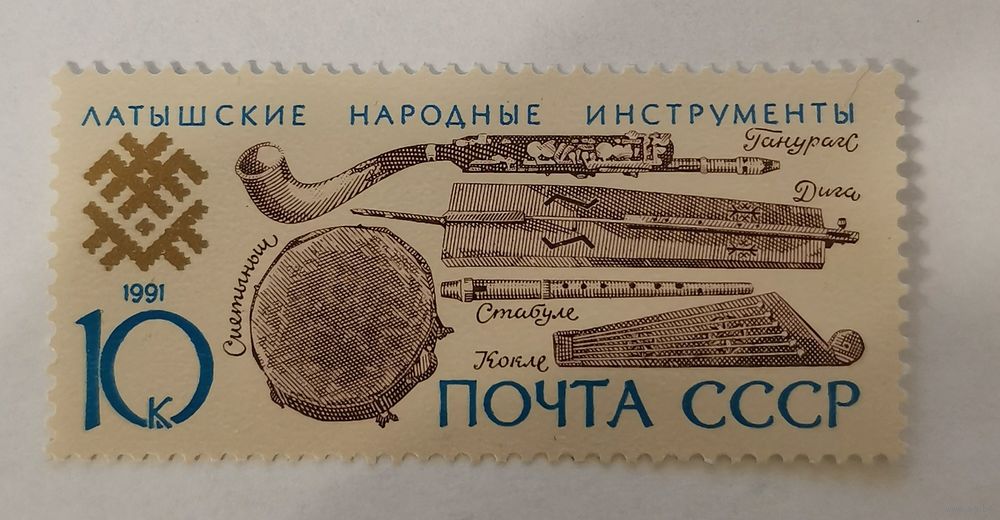 ЛАТЫШСКИЕ НАРОДНЫЕ ИНСТРУМЕНТЫ
Ганурагс
Дига
Сиетыньш
1991
Стабуле
Кокле
10
К
ПОЧТА СССР